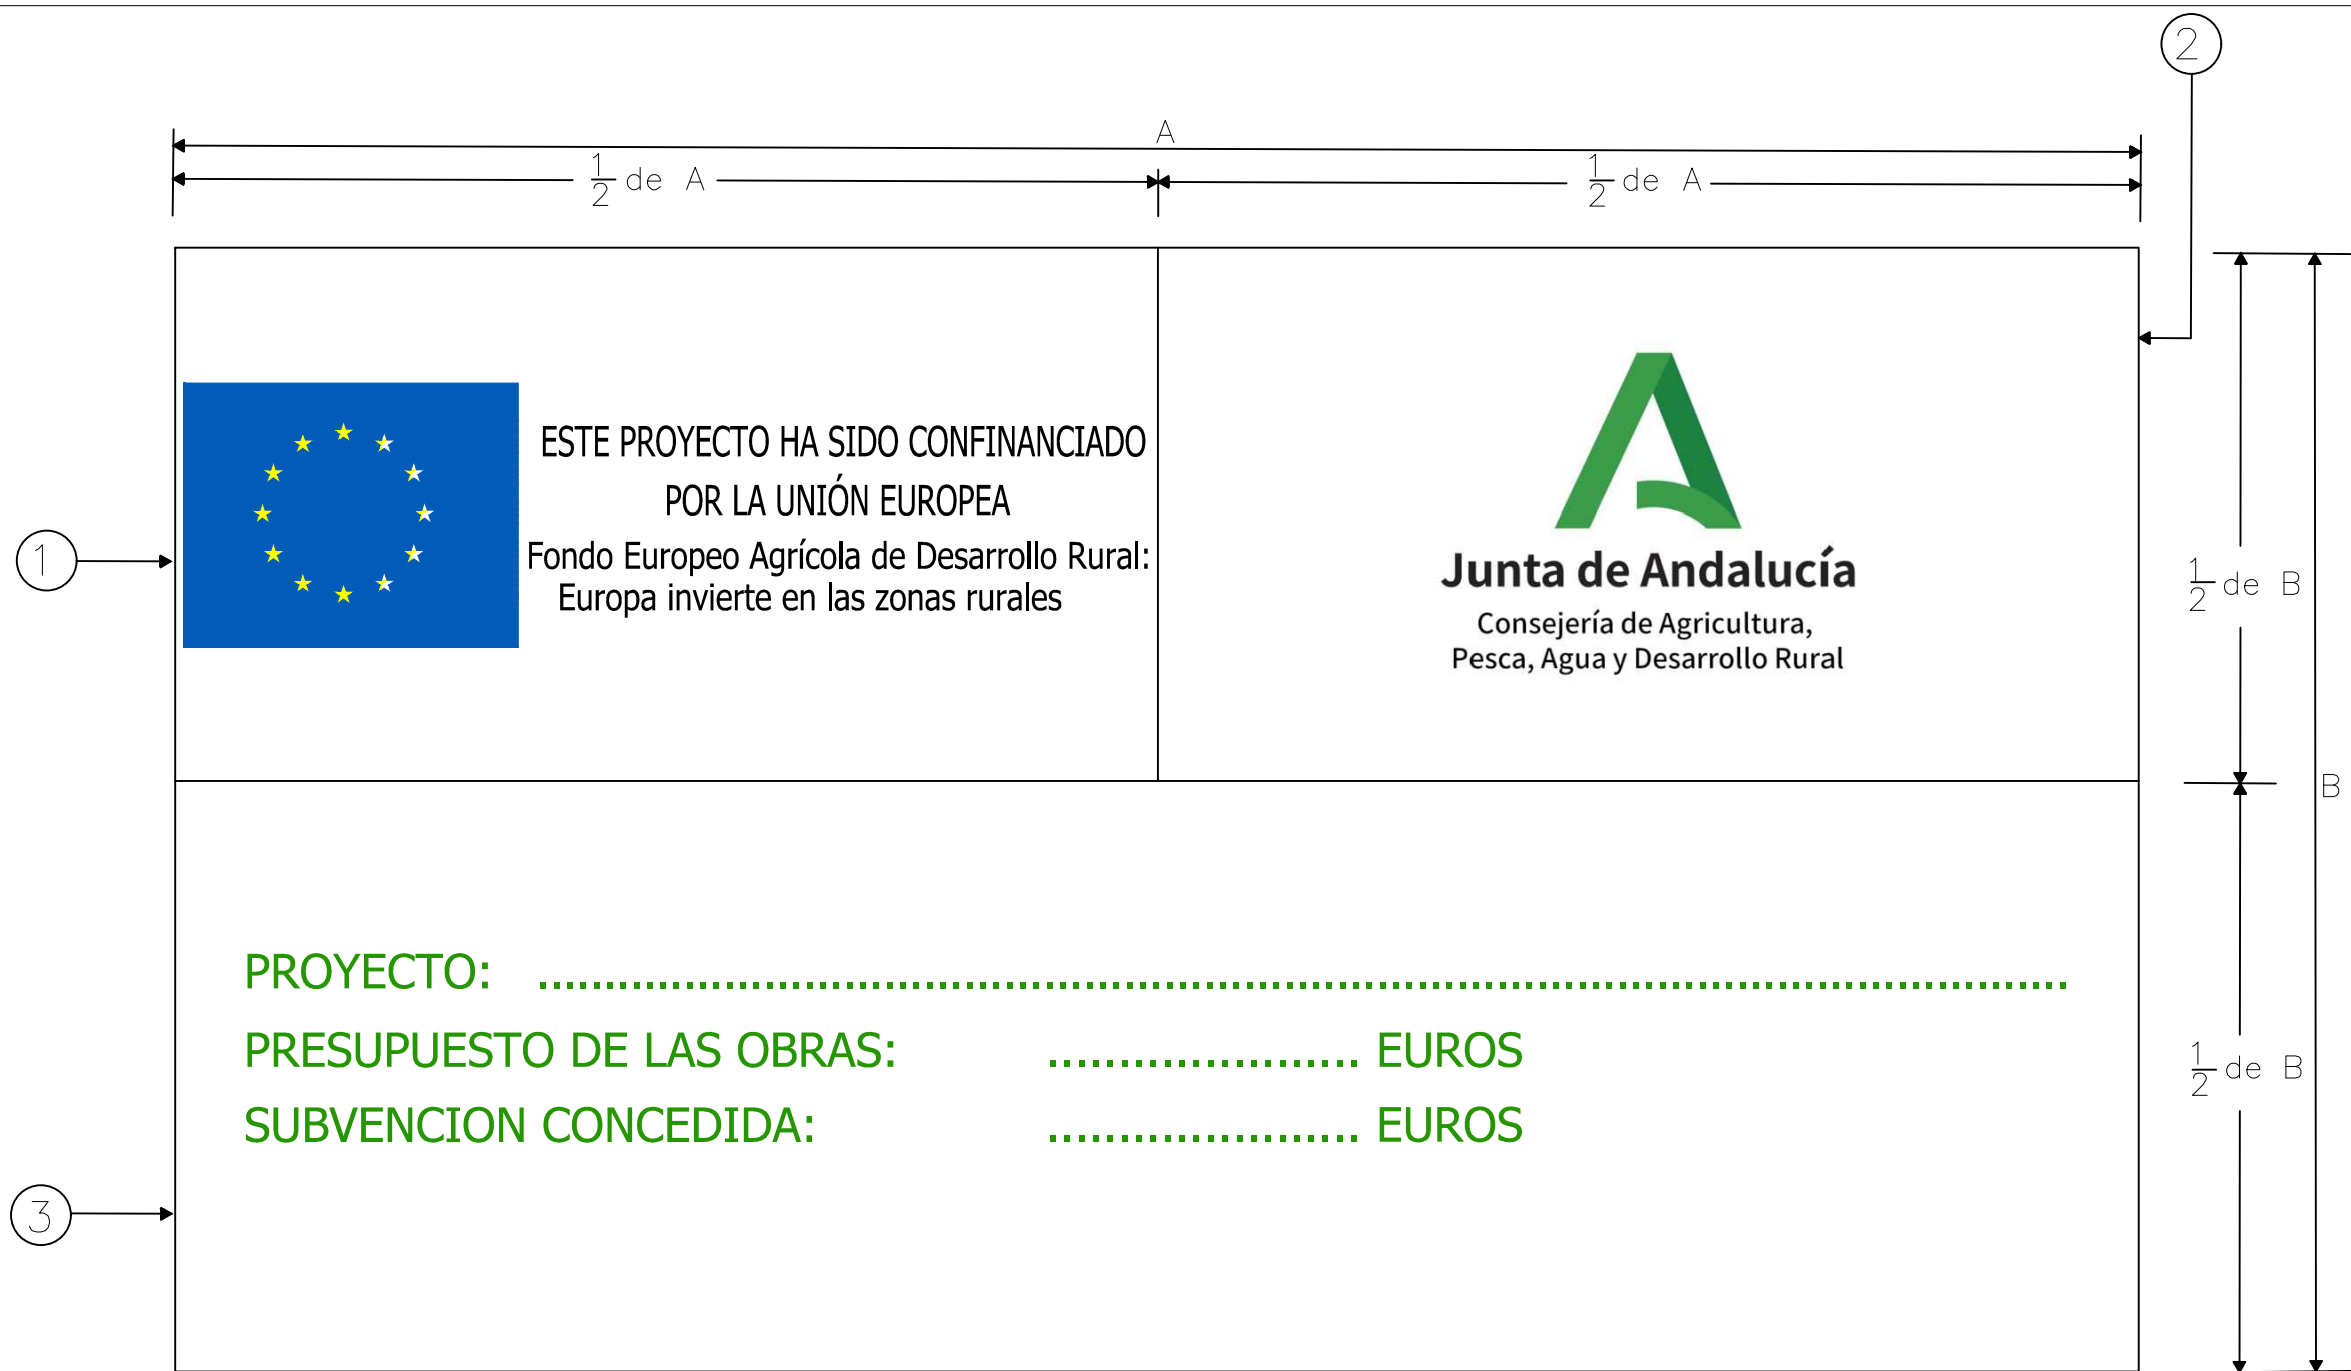 2
A
1/2 de A
1/2 de A
ESTE PROYECTO HA SIDO CONFINANCIADO
POR LA UNIÓN EUROPEA
Fondo Europeo Agrícola de Desarrollo Rural:
Europa invierte en las zonas rurales
Junta de Andalucía
Consejería de Agricultura,
Pesca, Agua y Desarrollo Rural
1
1/2 de B
B
PROYECTO: ....................................................................................................................
PRESUPUESTO DE LAS OBRAS: ...................... EUROS
SUBVENCION CONCEDIDA: ...................... EUROS
1/2 de B
3